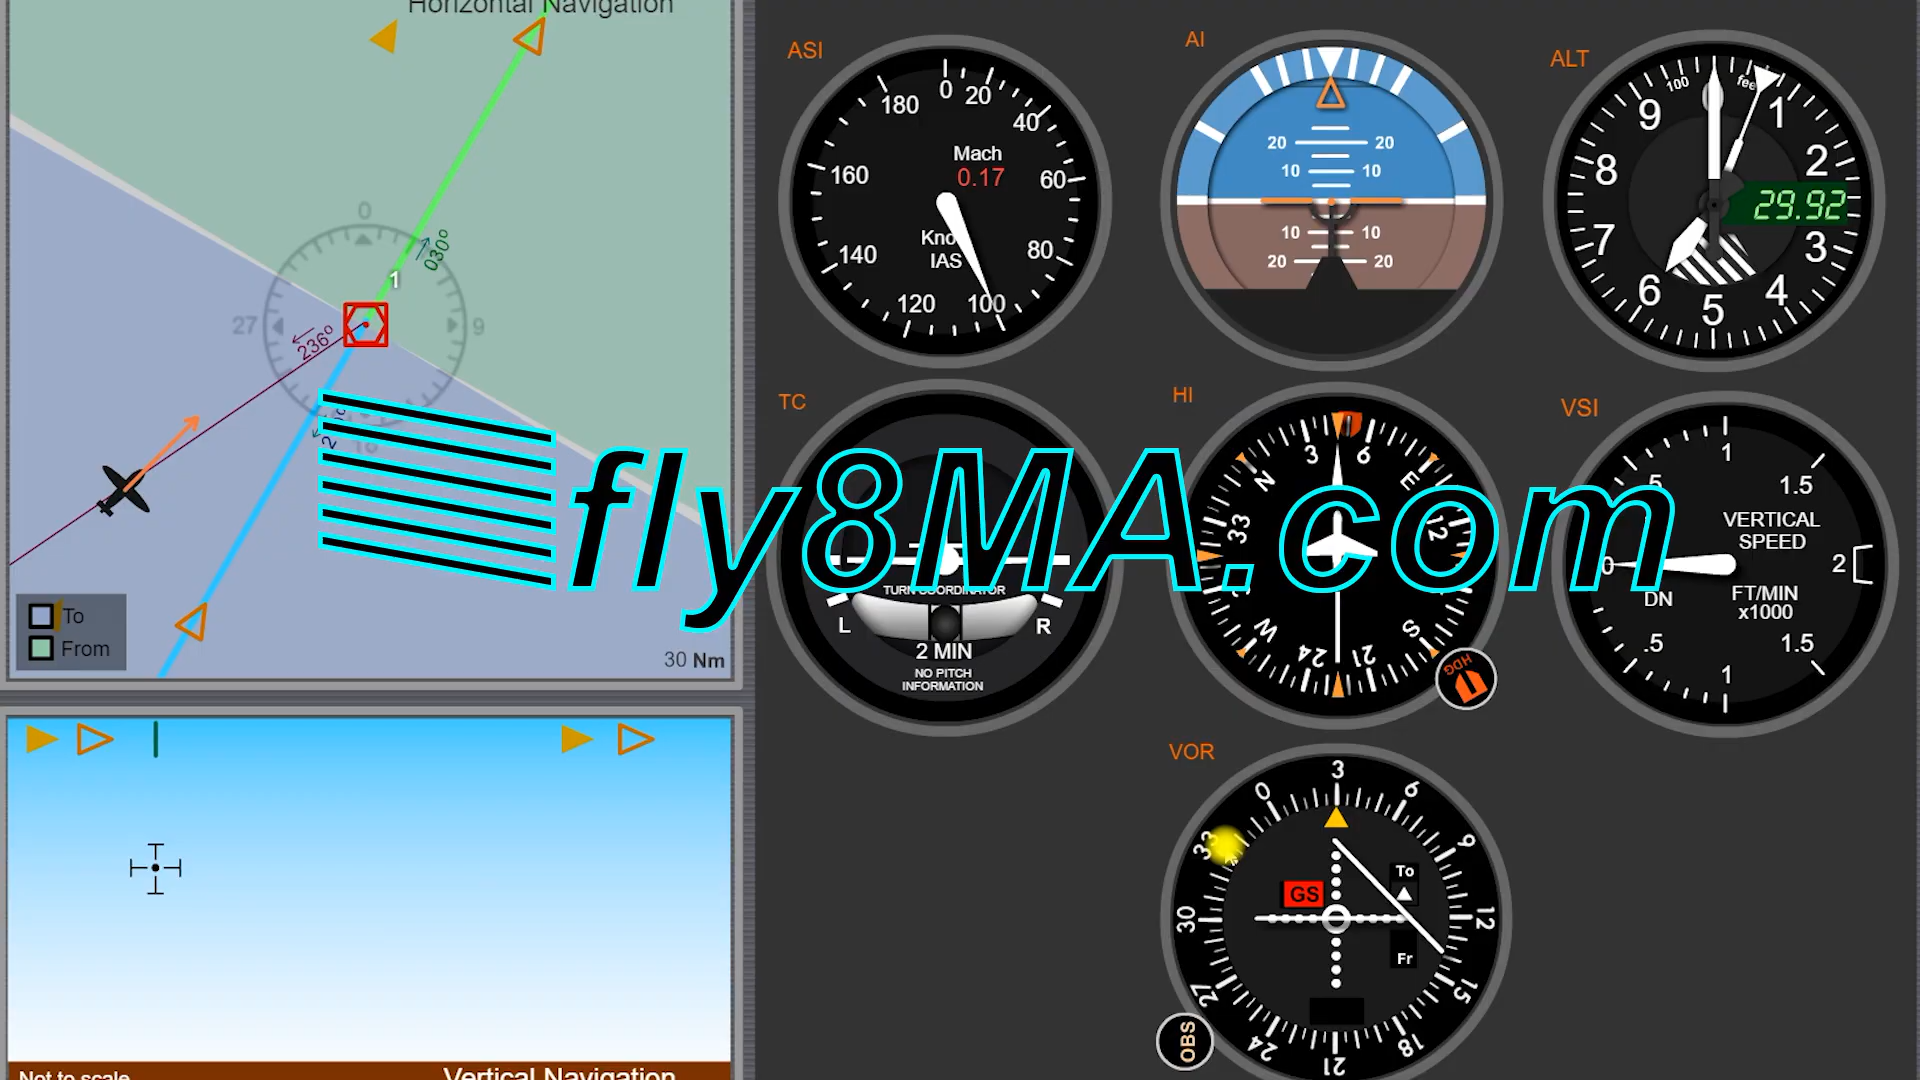 Horizontal Navigation
0
9
16
27
030°
1
236°
To
From
30 Nm
Not to scale
Vertical Navigation
ASI
0 20 40 60 80 100 120 140 160 180
Mach
0.17
IAS
AI
20 20
10 10
10 10
20 20
ALT
100
9 1 2 3 4 5 6 7 8
29.92
TC
TURN COORDINATOR
L R
2 MIN
NO PITCH
INFORMATION
HI
3 6 E 12 S 21 24 W 33 N
HDG
VSI
.5 1 1.5
VERTICAL
SPEED
0 2
DN
FT/MIN
x1000
.5 1 1.5
fly8MA.com
VOR
0 3 6 9 12 15 18 21 24 27 30 33
To
GS
Fr
OBS